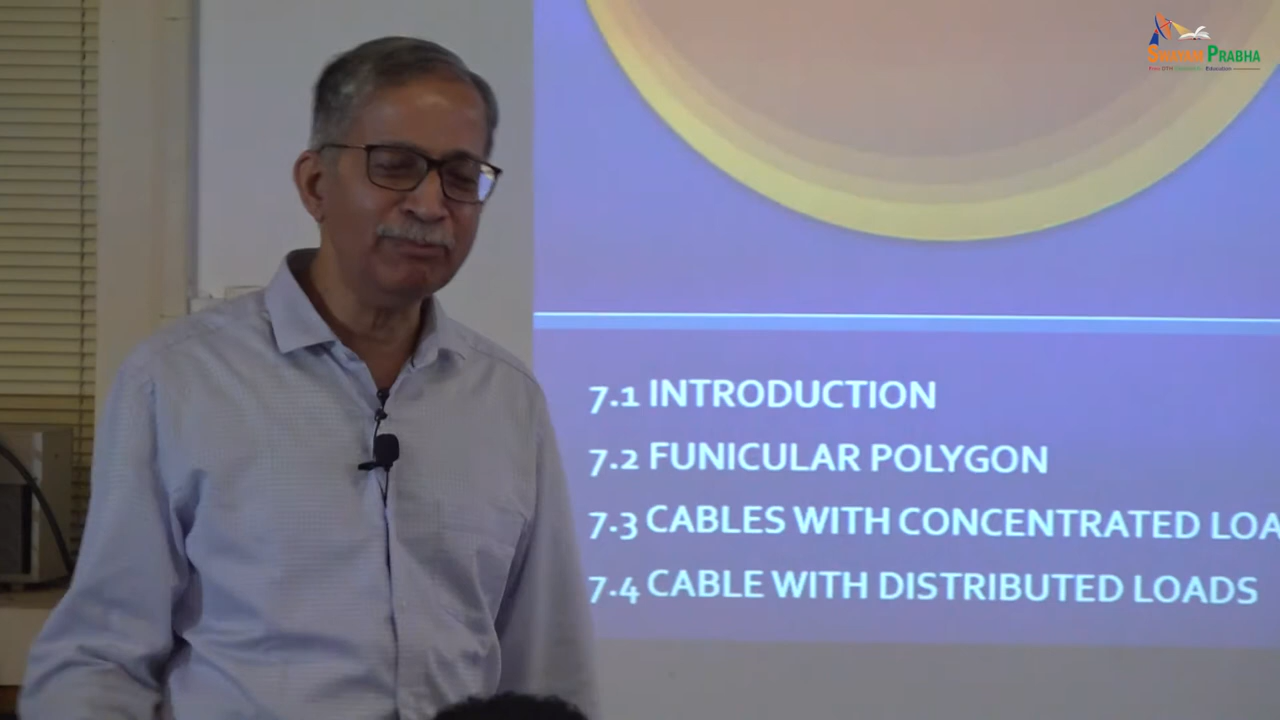 SWAYAM PRABHA
7.1 INTRODUCTION
7.2 FUNICULAR POLYGON
7.3 CABLES WITH CONCENTRATED LOA
7.4 CABLE WITH DISTRIBUTED LOADS